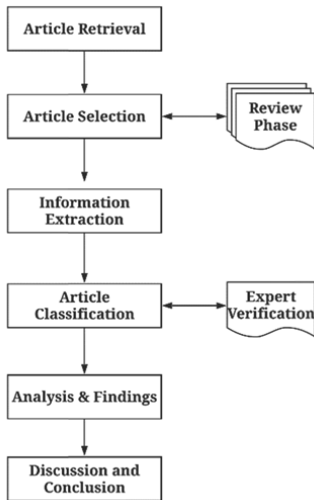 Article Retrieval
Article Selection
Review
Phase
Information
Extraction
Article
Classification
Expert
Verification
Analysis & Findings
Discussion and
Conclusion